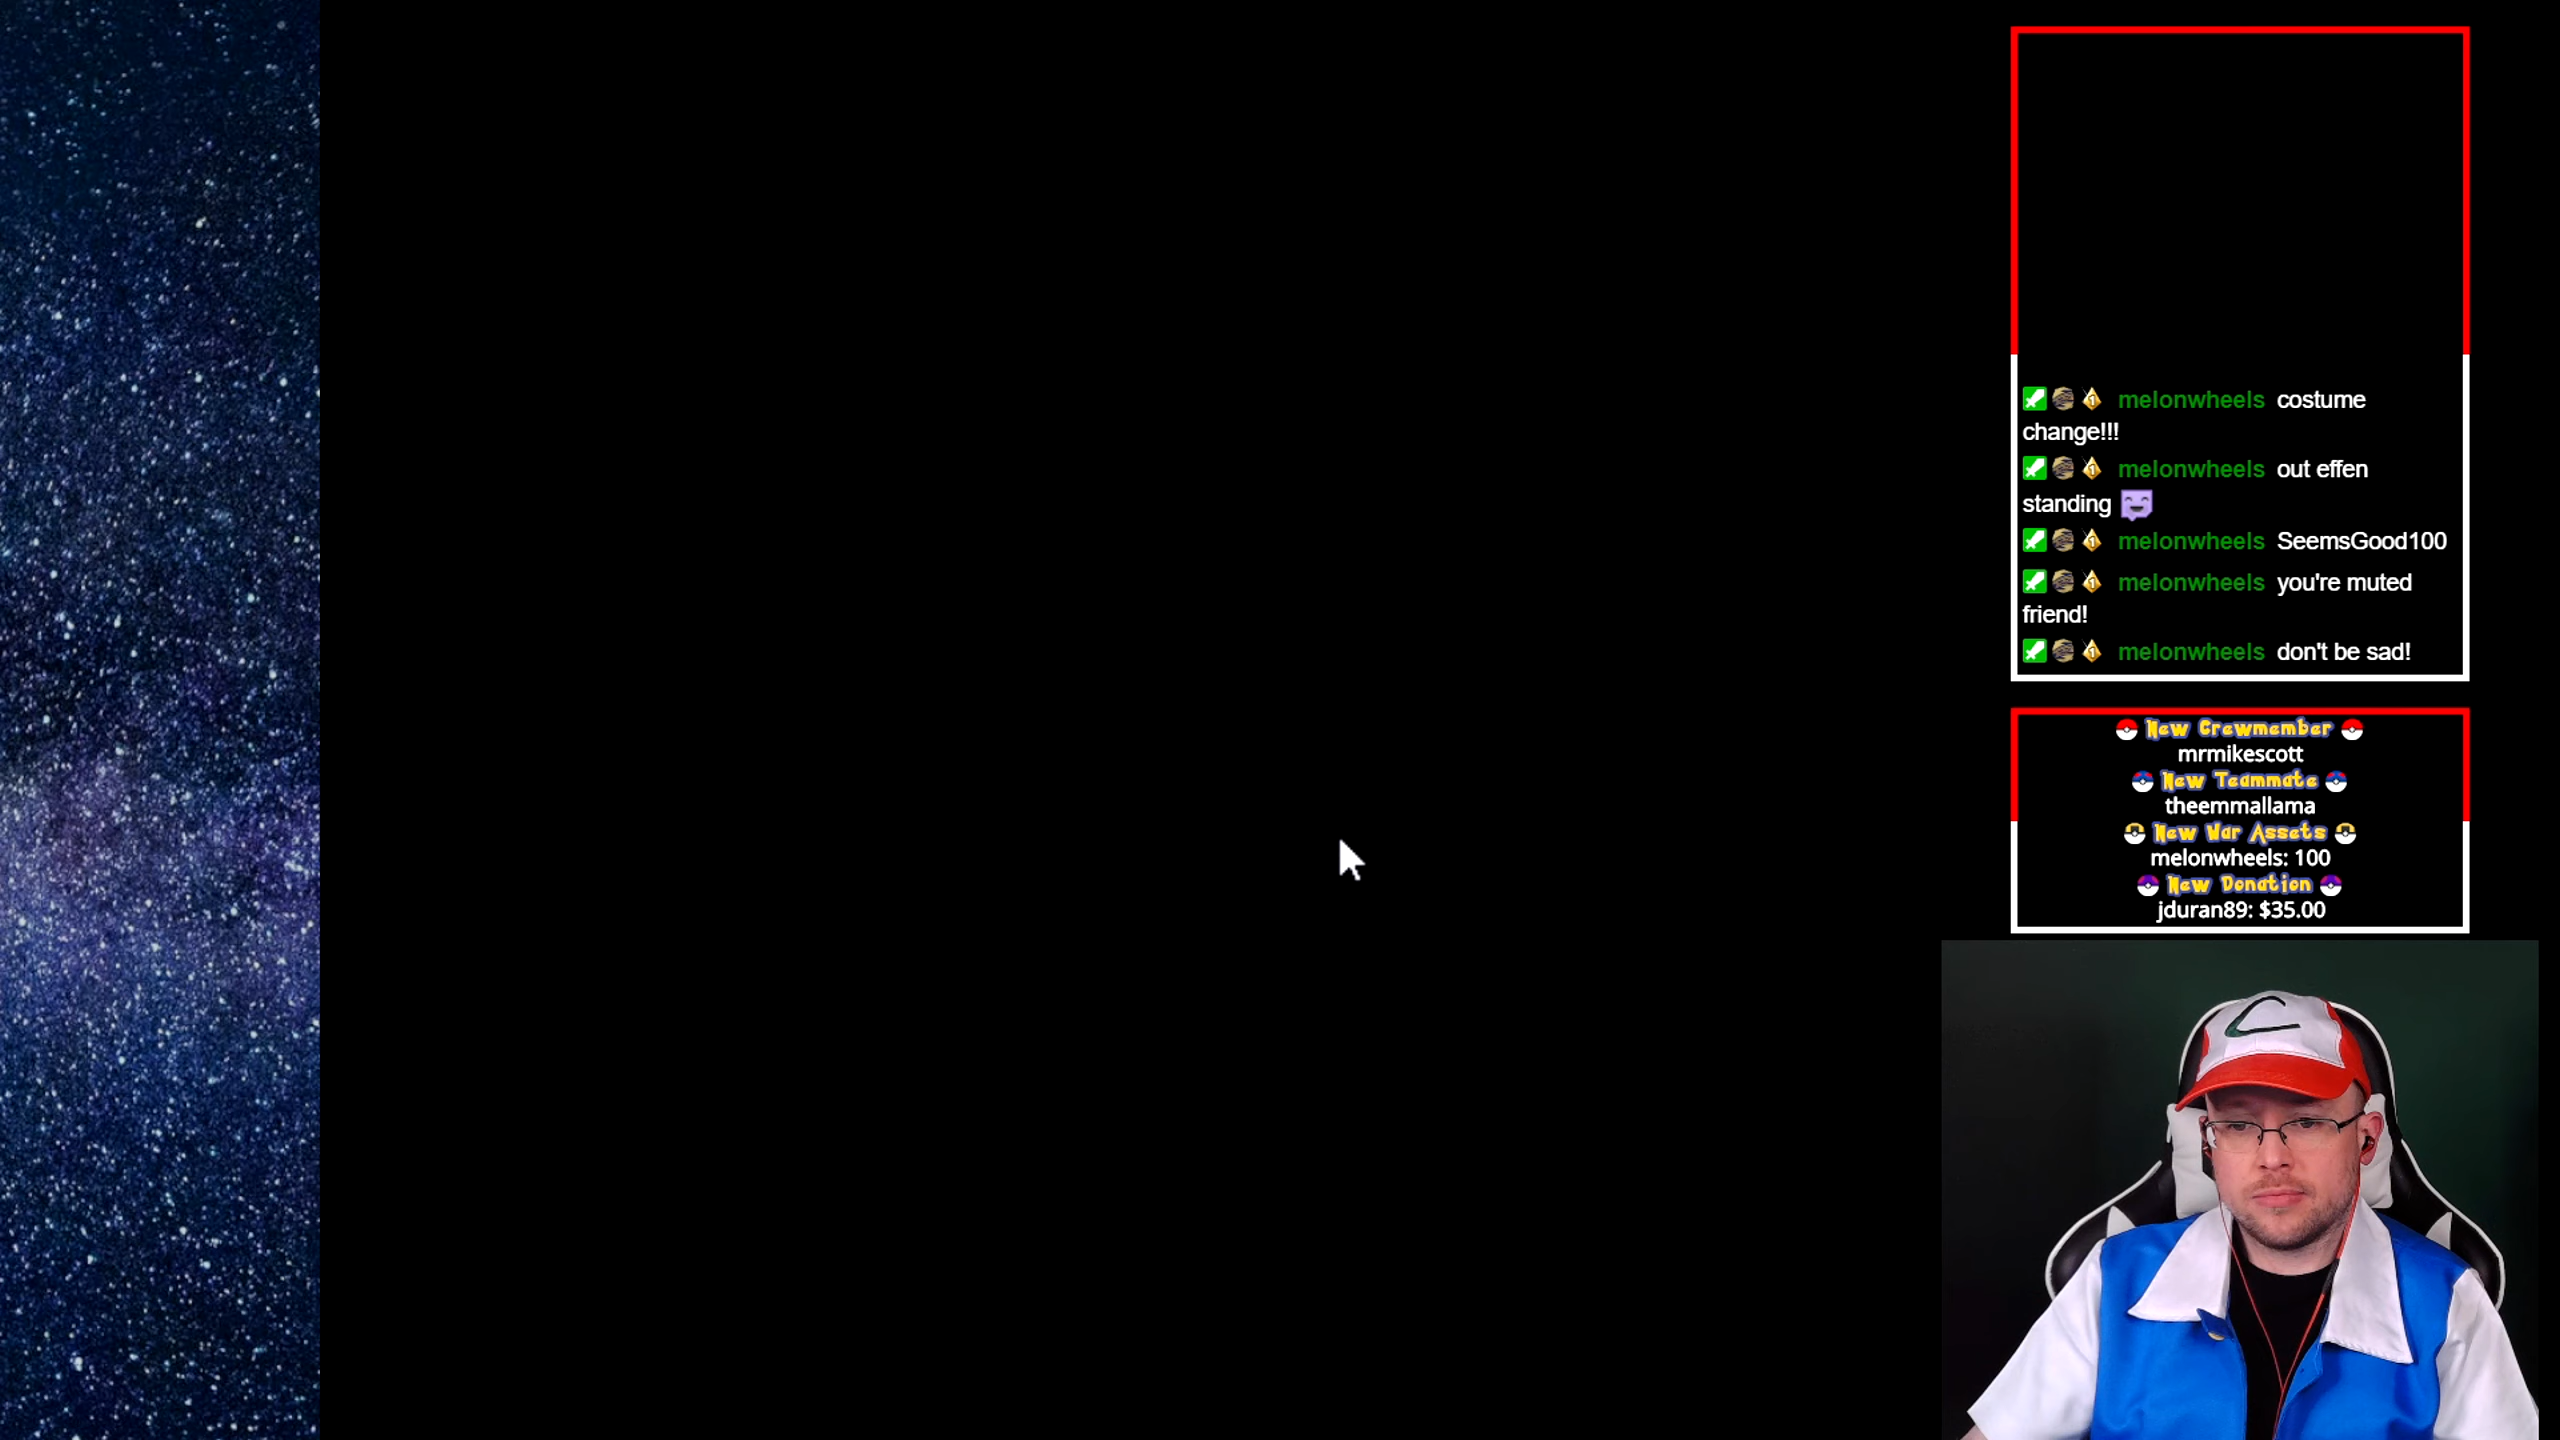 melonwheels costume
change!!!
melonwheels out effen
standing
melonwheels SeemsGood100
melonwheels you're muted
friend!
melonwheels don't be sad!
New Crewmember
mrmikescott
New Teammate
theemmallama
New War Assets
melonwheels: 100
New Donation
jduran89: $35.00